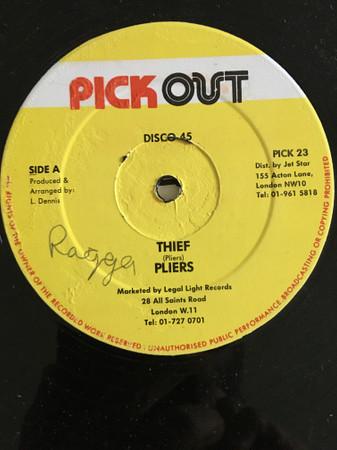 PICK OUT
DISCO 45
SIDE A
Produced &
Arranged by:
L. Dennis
PICK 23
Dist. by Jet Star
155 Acton Lane,
London NW10
Tel: 01-961 5818
Ragga
THIEF
(Pliers)
PLIERS
Marketed by Legal Light Records
28 All Saints Road
London W.11
Tel: 01-727 0701
ALL RIGHTS OF THE OWNER OF THE RECORDED WORK RESERVED · UNAUTHORISED PUBLIC PERFORMANCE, BROADCASTING OR COPYING PROHIBITED